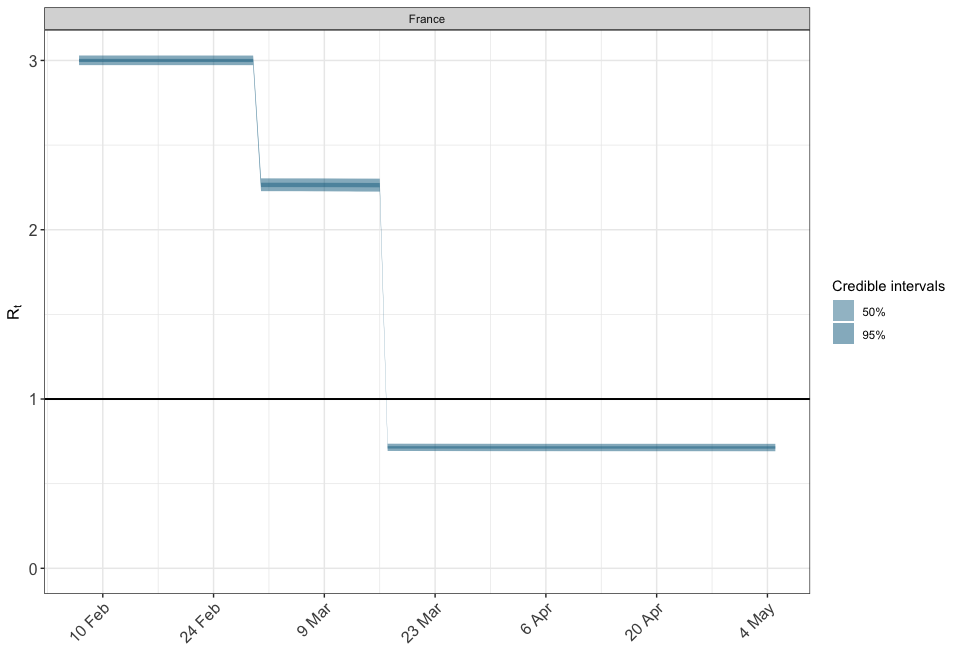 France
3
2
1
0
Rt
10 Feb
24 Feb
9 Mar
23 Mar
6 Apr
20 Apr
4 May
Credible intervals
50%
95%